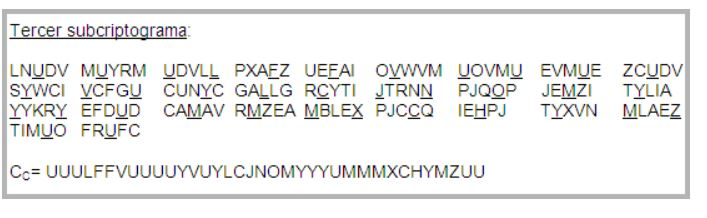 Tercer subcriptograma:
LNUDV MUYRM UDVLL PXAFZ UEFAI OVWVM UOVMU EVMUE ZCUDV
SYWCI VCFGU CUNYC GALLG RCYTI JTRNN PJQOP JEMZI TYLIA
YYKRY EFDUD CAMAV RMZEA MBLEX PJCCQ IEHPJ TYXVN MLAEZ
TIMUO FRUFC
CC= UUULFFVUUUUYVUYLCJNOMYYYUMMMXCHYMZUU